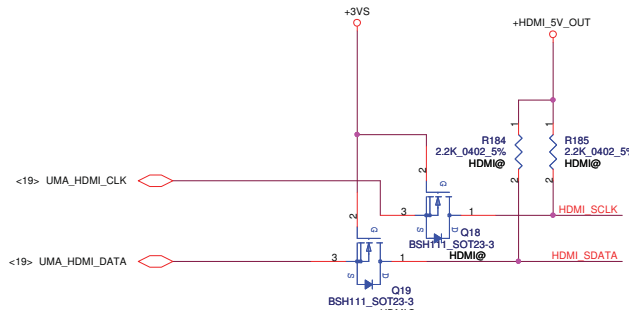 +3VS
+HDMI_5V_OUT
1
1
R184
2.2K_0402_5%
HDMI@
R185
2.2K_0402_5%
HDMI@
2
2
2
<19> UMA_HDMI_CLK
G
3
1
HDMI_SCLK
S
D
Q18
BSH111_SOT23-3
HDMI@
2
G
<19> UMA_HDMI_DATA
3
1
HDMI_SDATA
S
D
Q19
BSH111_SOT23-3